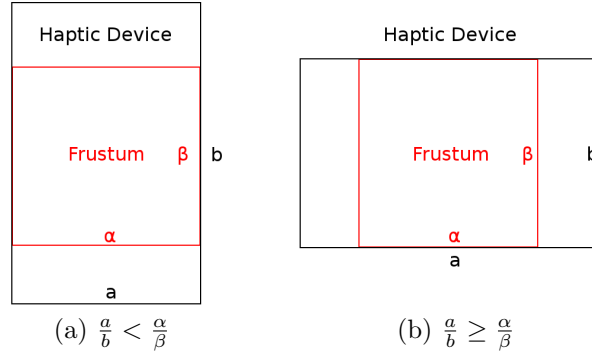 Haptic Device
Frustum
β
b
α
a
(a) a/b < α/β
Haptic Device
Frustum
β
b
α
a
(b) a/b ≥ α/β